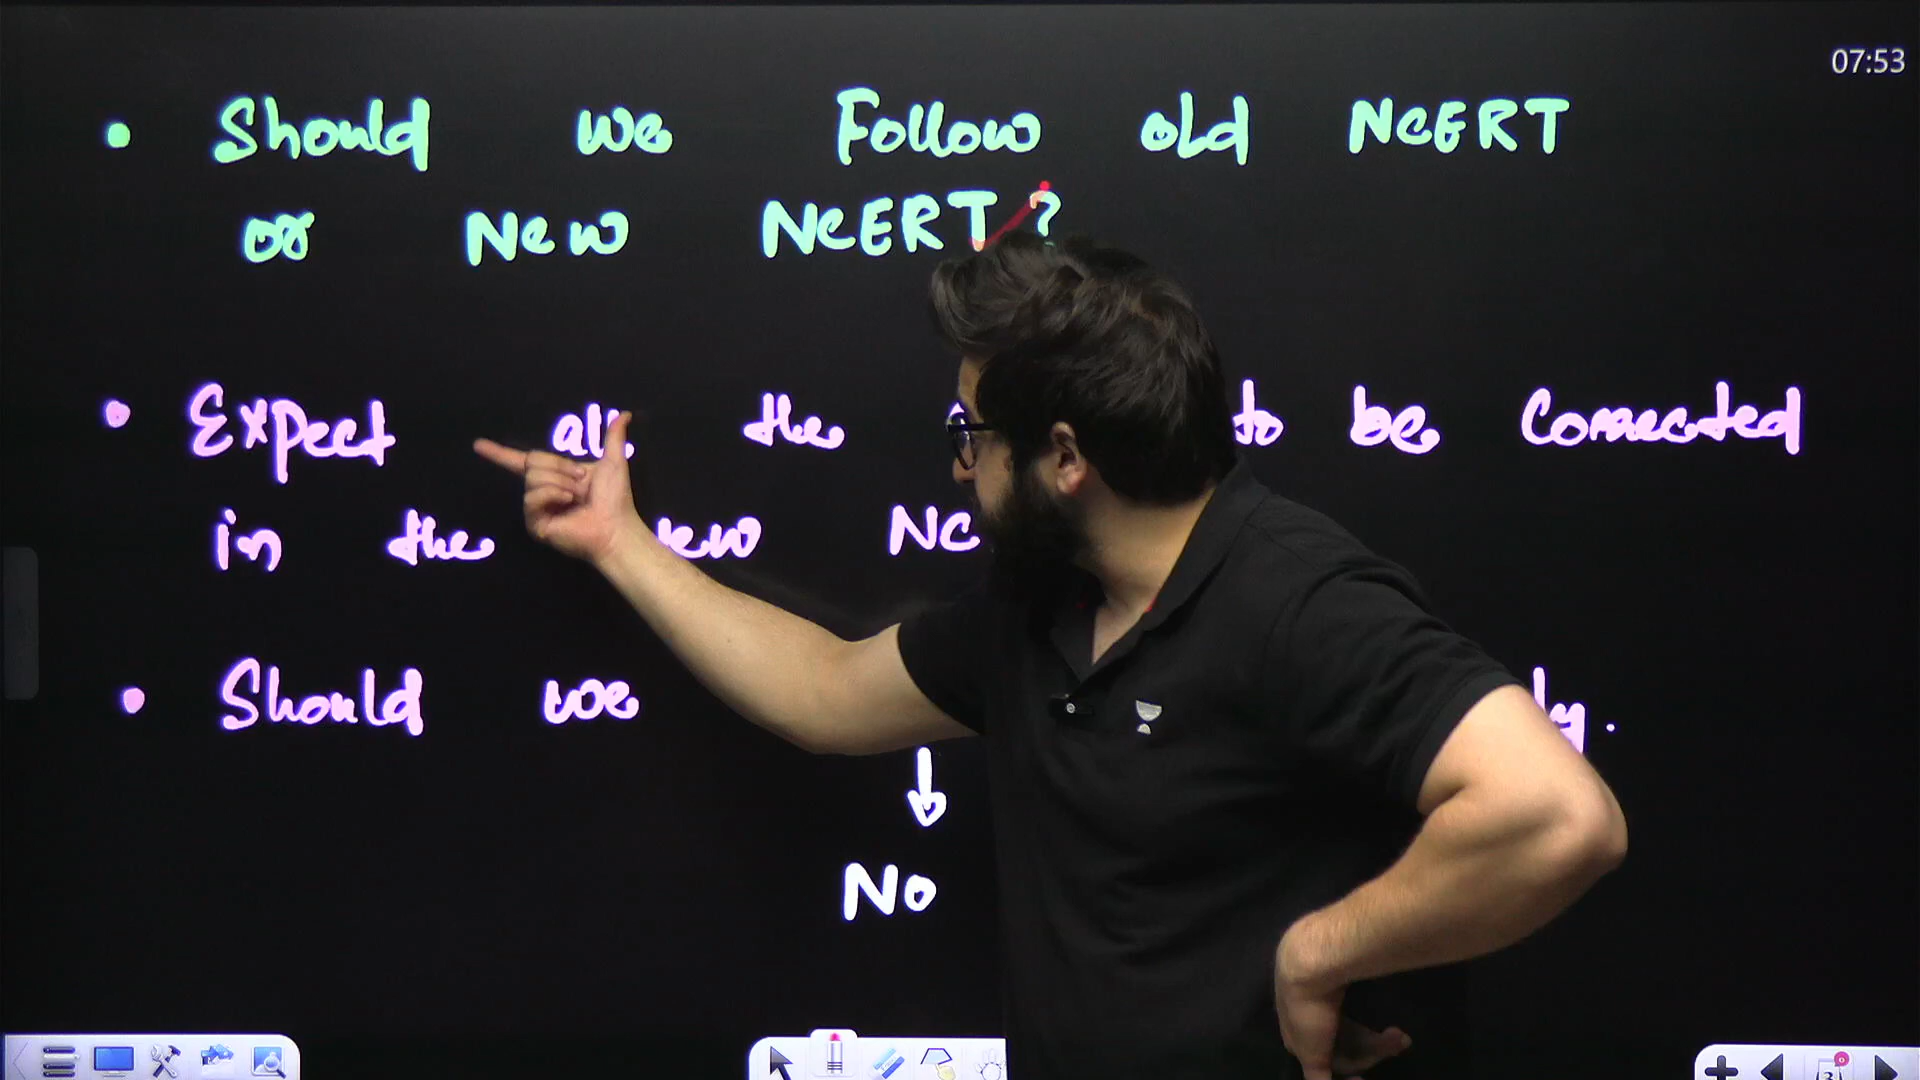 07:53
• Should we Follow old NCERT
or New NCERT?
• Expect all the to be Corrected
in the New NC
• Should we
↓
No